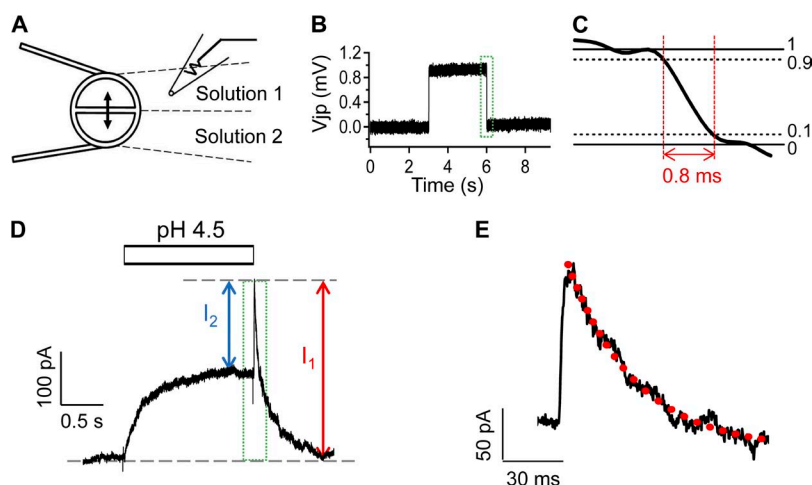 A
Solution 1
Solution 2
B
Vjp (mV)
1.2
0.8
0.4
0.0
0
2
4
6
8
Time (s)
C
1
0.9
0.1
0
0.8 ms
D
pH 4.5
I2
I1
100 pA
0.5 s
E
50 pA
30 ms